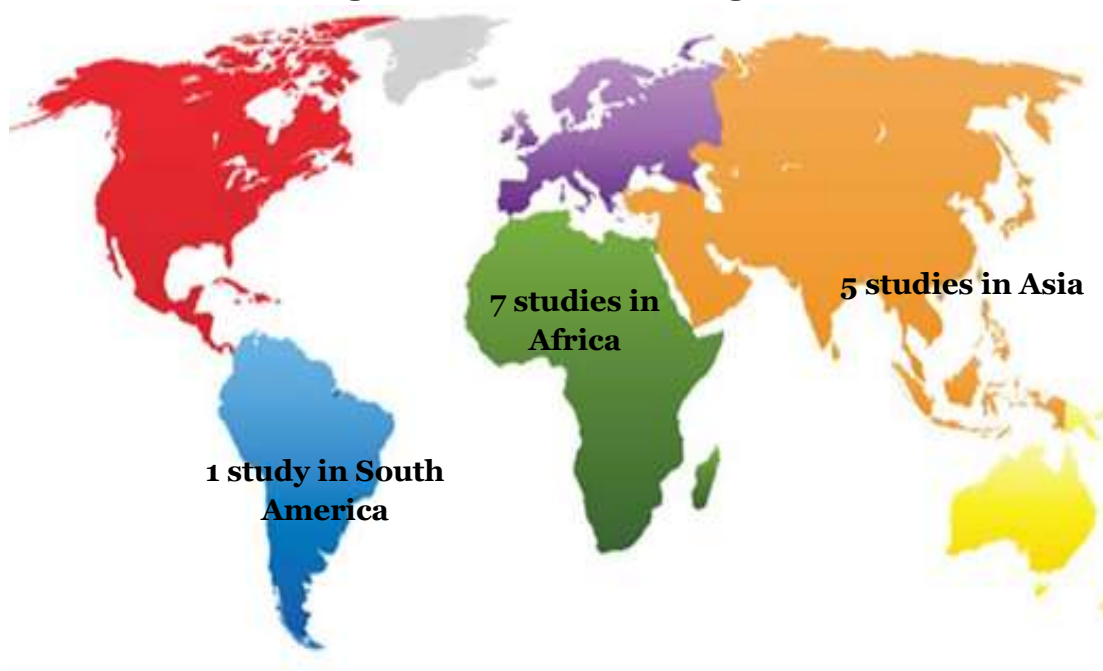 7 studies in
Africa
5 studies in Asia
1 study in South
America